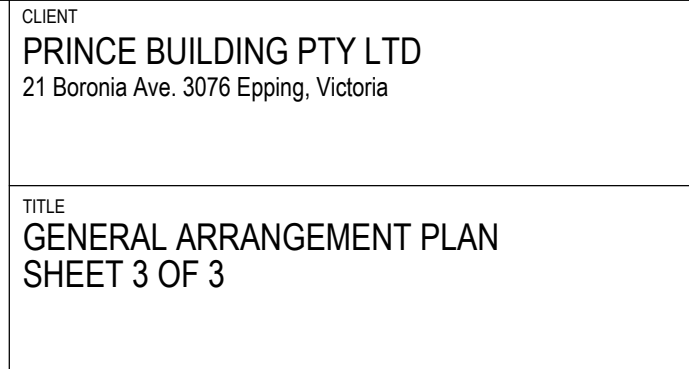 CLIENT
PRINCE BUILDING PTY LTD
21 Boronia Ave. 3076 Epping, Victoria
TITLE
GENERAL ARRANGEMENT PLAN
SHEET 3 OF 3